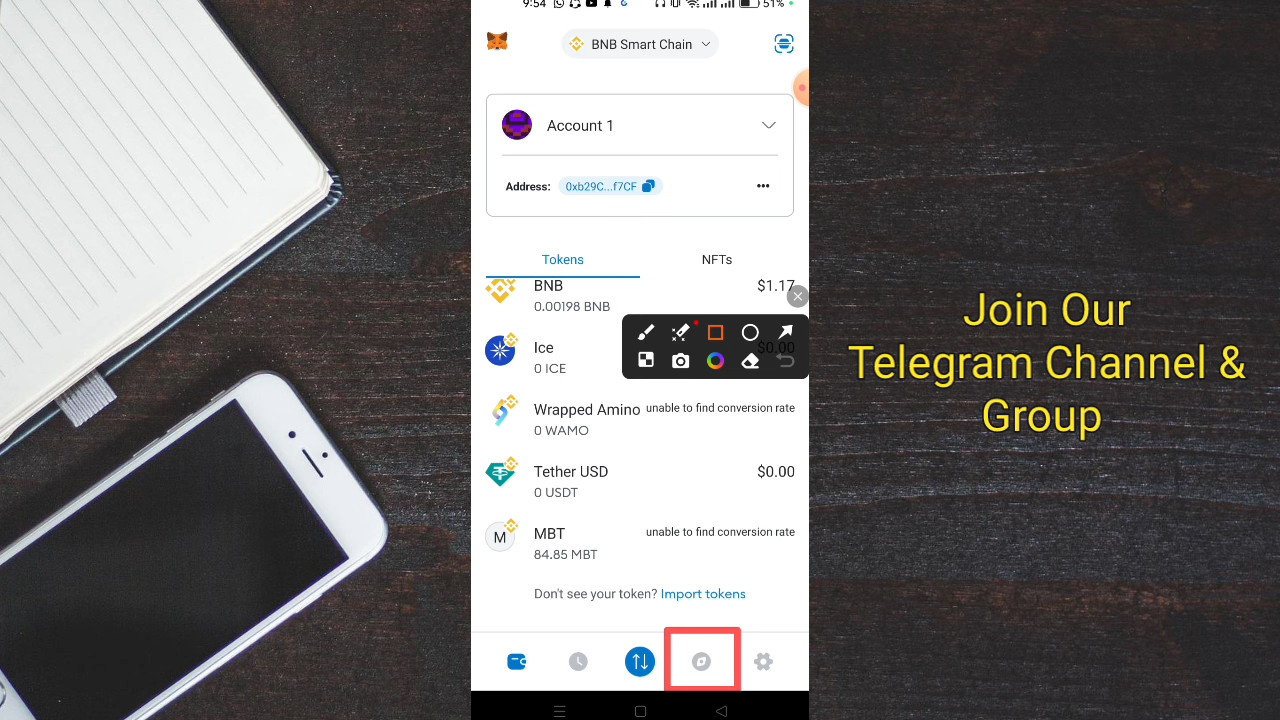 9:54
51%
BNB Smart Chain
Account 1
Address: 0xb29C...f7CF
Tokens
NFTs
BNB
$1.17
0.00198 BNB
Ice
$0.00
0 ICE
Wrapped Amino
unable to find conversion rate
0 WAMO
Tether USD
$0.00
0 USDT
M
MBT
unable to find conversion rate
84.85 MBT
Don't see your token? Import tokens
Join Our
Telegram Channel &
Group